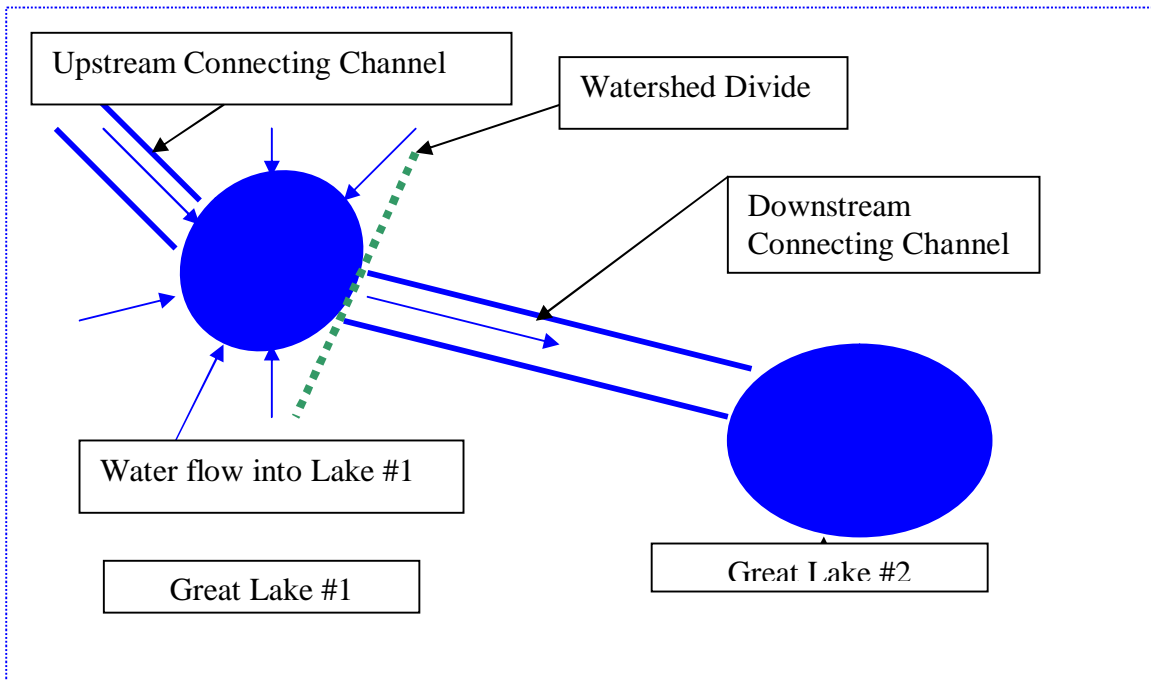 Upstream Connecting Channel
Watershed Divide
Downstream
Connecting Channel
Water flow into Lake #1
Great Lake #1
Great Lake #2